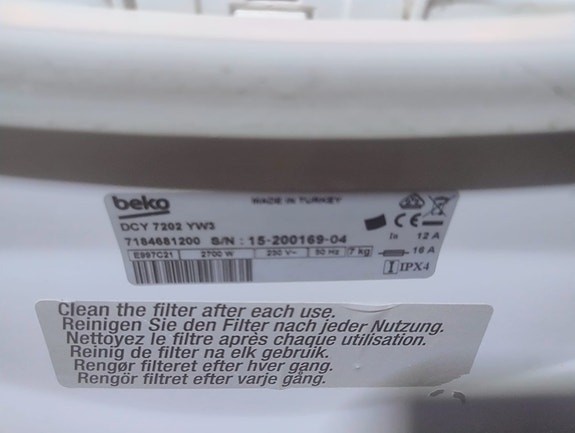 beko
MADE IN TURKEY
DCY 7202 YW3
7184681200 S/N : 15-200169-04
In 12 A
E997C21 2700 W 230 V~ 50 Hz 7 kg
16 A
IPX4
Clean the filter after each use.
Reinigen Sie den Filter nach jeder Nutzung.
Nettoyez le filtre après chaque utilisation.
Reinig de filter na elk gebruik.
Rengør filteret efter hver gang.
Rengör filtret efter varje gång.